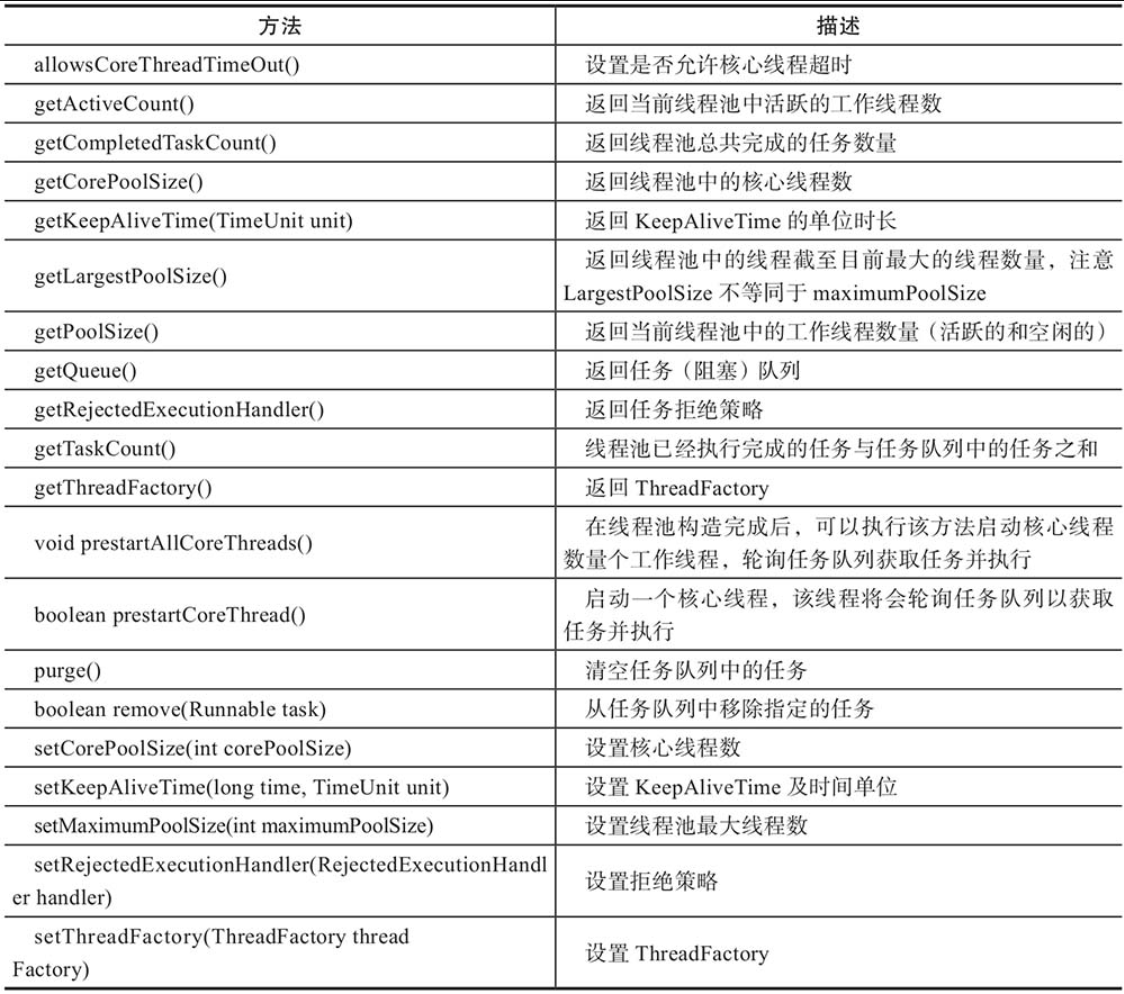 方法 描述
allowsCoreThreadTimeOut() 设置是否允许核心线程超时
getActiveCount() 返回当前线程池中活跃的工作线程数
getCompletedTaskCount() 返回线程池总共完成的任务数量
getCorePoolSize() 返回线程池中的核心线程数
getKeepAliveTime(TimeUnit unit) 返回 KeepAliveTime 的单位时长
getLargestPoolSize() 返回线程池中的线程截至目前最大的线程数量，注意
LargestPoolSize 不等同于 maximumPoolSize
getPoolSize() 返回当前线程池中的工作线程数量（活跃的和空闲的）
getQueue() 返回任务（阻塞）队列
getRejectedExecutionHandler() 返回任务拒绝策略
getTaskCount() 线程池已经执行完成的任务与任务队列中的任务之和
getThreadFactory() 返回 ThreadFactory
void prestartAllCoreThreads() 在线程池构造完成后，可以执行该方法启动核心线程
数量个工作线程，轮询任务队列获取任务并执行
boolean prestartCoreThread() 启动一个核心线程，该线程将会轮询任务队列以获取
任务并执行
purge() 清空任务队列中的任务
boolean remove(Runnable task) 从任务队列中移除指定的任务
setCorePoolSize(int corePoolSize) 设置核心线程数
setKeepAliveTime(long time, TimeUnit unit) 设置 KeepAliveTime 及时间单位
setMaximumPoolSize(int maximumPoolSize) 设置线程池最大线程数
setRejectedExecutionHandler(RejectedExecutionHandl
er handler) 设置拒绝策略
setThreadFactory(ThreadFactory thread
Factory) 设置 ThreadFactory